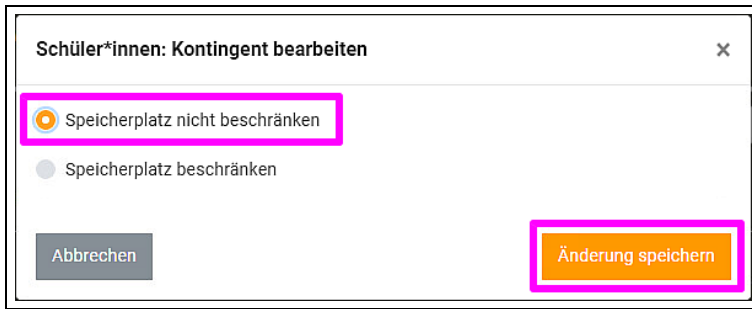 Schüler*innen: Kontingent bearbeiten ×
Speicherplatz nicht beschränken
Speicherplatz beschränken
Abbrechen Änderung speichern